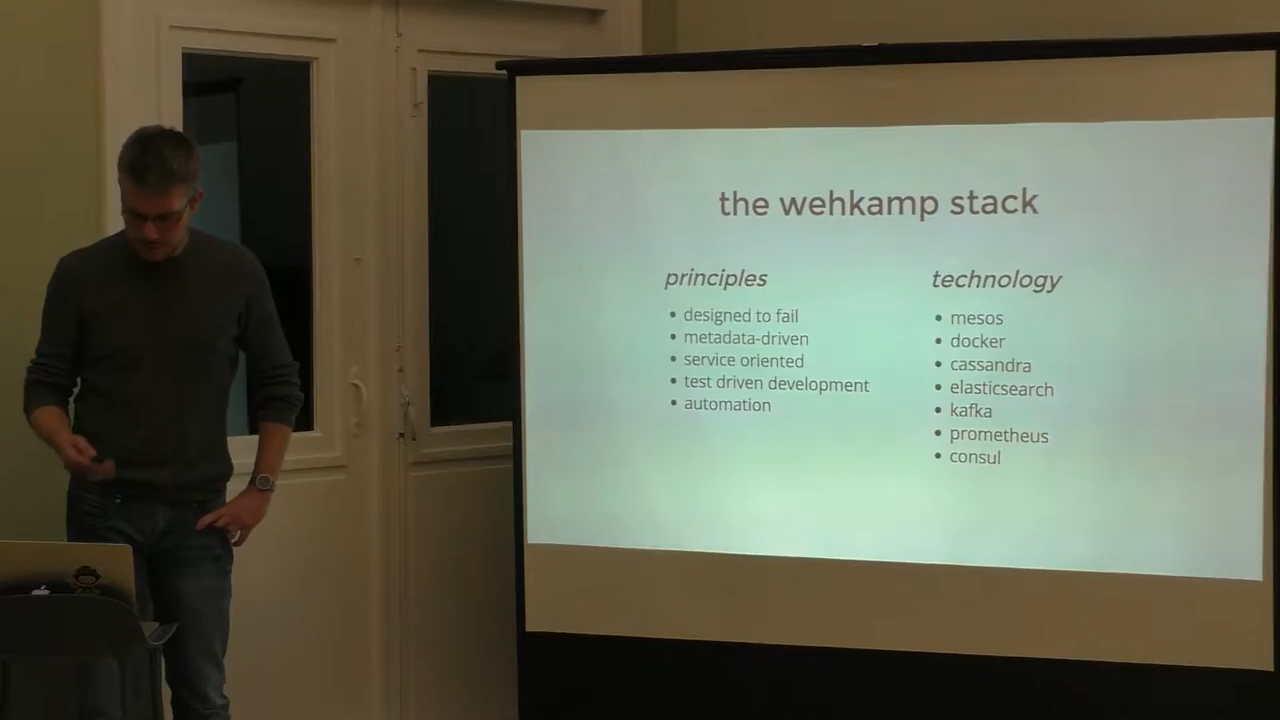 the wehkamp stack
principles
• designed to fail
• metadata-driven
• service oriented
• test driven development
• automation
technology
• mesos
• docker
• cassandra
• elasticsearch
• kafka
• prometheus
• consul